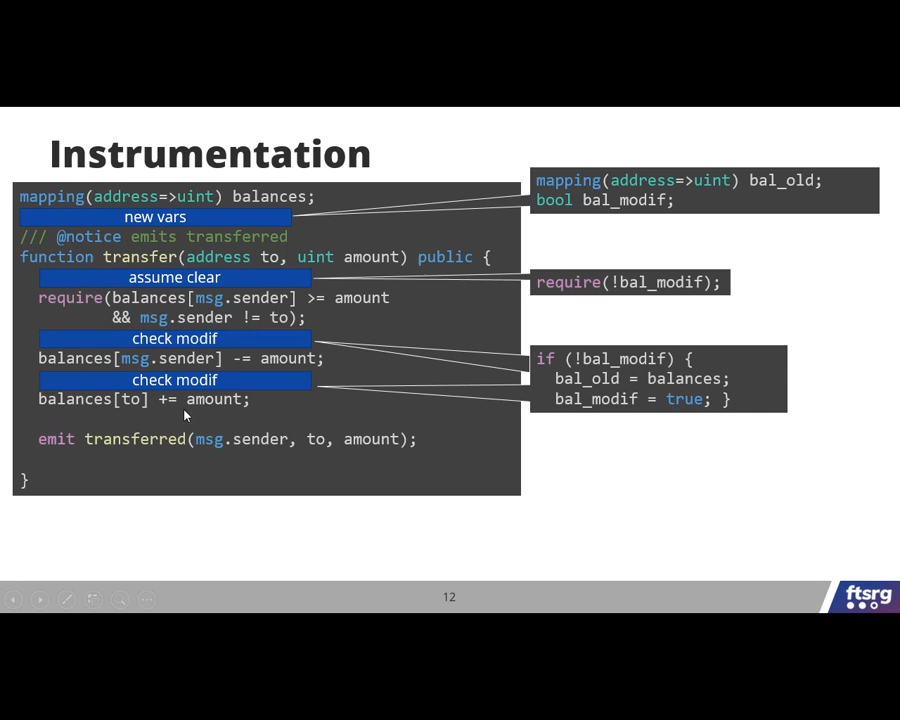 Instrumentation
mapping(address=>uint) balances;
new vars
/// @notice emits transferred
function transfer(address to, uint amount) public {
assume clear
require(balances[msg.sender] >= amount
&& msg.sender != to);
check modif
balances[msg.sender] -= amount;
check modif
balances[to] += amount;
emit transferred(msg.sender, to, amount);
}
mapping(address=>uint) bal_old;
bool bal_modif;
require(!bal_modif);
if (!bal_modif) {
bal_old = balances;
bal_modif = true; }
12
ftsrg